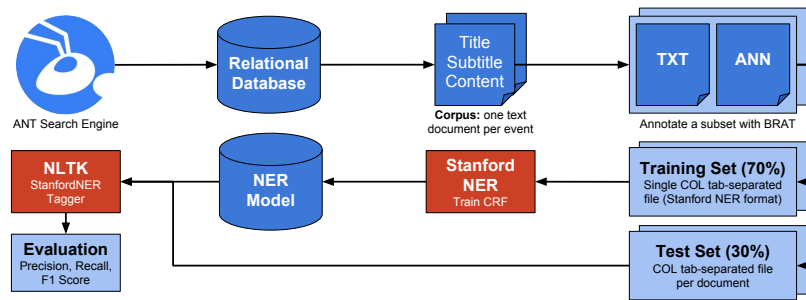 ANT Search Engine
Relational
Database
Title
Subtitle
Content
Corpus: one text
document per event
TXT
ANN
Annotate a subset with BRAT
NLTK
StanfordNER
Tagger
NER
Model
Stanford
NER
Train CRF
Training Set (70%)
Single COL tab-separated
file (Stanford NER format)
Evaluation
Precision, Recall,
F1 Score
Test Set (30%)
COL tab-separated file
per document